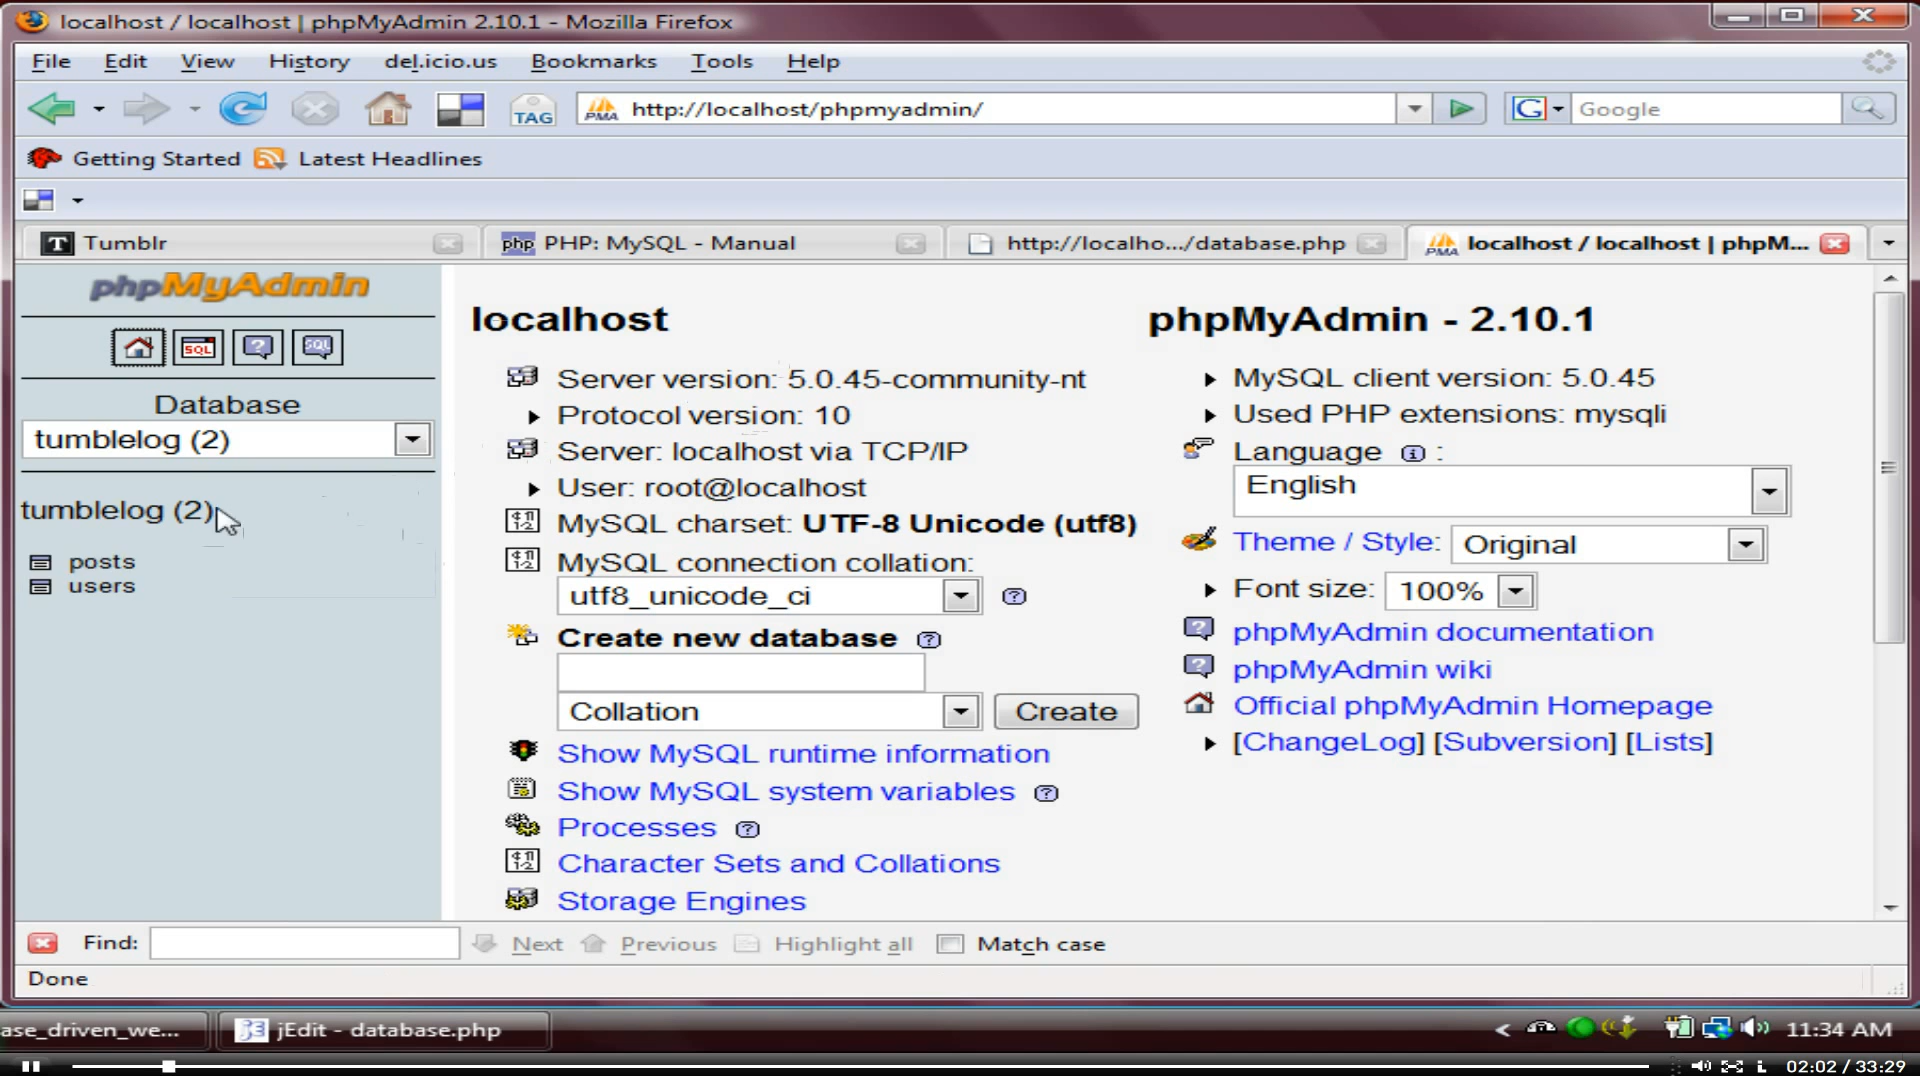 localhost / localhost | phpMyAdmin 2.10.1 - Mozilla Firefox
File Edit View History del.icio.us Bookmarks Tools Help
TAG PMA http://localhost/phpmyadmin/ G Google
Getting Started Latest Headlines
T Tumblr php PHP: MySQL - Manual http://localho.../database.php PMA localhost / localhost | phpM...
phpMyAdmin
SQL ? SQL
Database
tumblelog (2)
tumblelog (2)
posts
users
localhost
Server version: 5.0.45-community-nt
Protocol version: 10
Server: localhost via TCP/IP
User: root@localhost
MySQL charset: UTF-8 Unicode (utf8)
MySQL connection collation:
utf8_unicode_ci
Create new database
Collation Create
Show MySQL runtime information
Show MySQL system variables
Processes
Character Sets and Collations
Storage Engines
phpMyAdmin - 2.10.1
MySQL client version: 5.0.45
Used PHP extensions: mysqli
Language :
English
Theme / Style: Original
Font size: 100%
phpMyAdmin documentation
phpMyAdmin wiki
Official phpMyAdmin Homepage
[ChangeLog] [Subversion] [Lists]
Find: Next Previous Highlight all Match case
Done
ase_driven_we... jEdit - database.php 11:34 AM
L 02:02 / 33:29